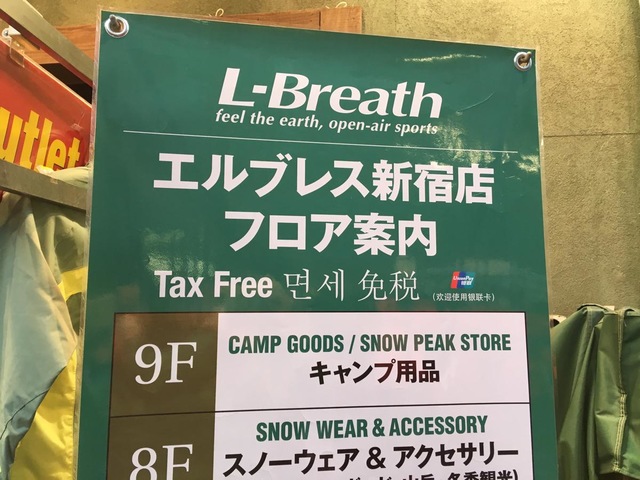 utlet
L-Breath
feel the earth, open-air sports
エルブレス新宿店
フロア案内
Tax Free 면세 免税
UnionPay
银联
(欢迎使用银联卡)
9F
CAMP GOODS / SNOW PEAK STORE
キャンプ用品
8F
SNOW WEAR & ACCESSORY
スノーウェア & アクセサリー